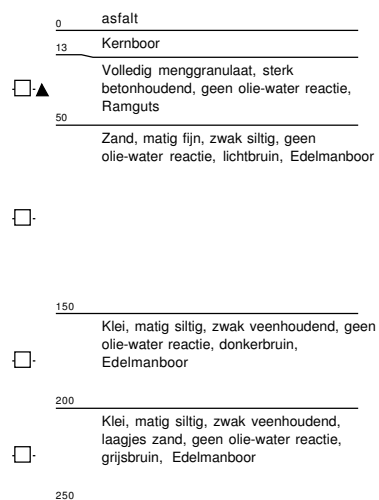 0 asfalt
13 Kernboor
Volledig menggranulaat, sterk
betonhoudend, geen olie-water reactie,
Ramguts
50
Zand, matig fijn, zwak siltig, geen
olie-water reactie, lichtbruin, Edelmanboor
150
Klei, matig siltig, zwak veenhoudend, geen
olie-water reactie, donkerbruin,
Edelmanboor
200
Klei, matig siltig, zwak veenhoudend,
laagjes zand, geen olie-water reactie,
grijsbruin, Edelmanboor
250